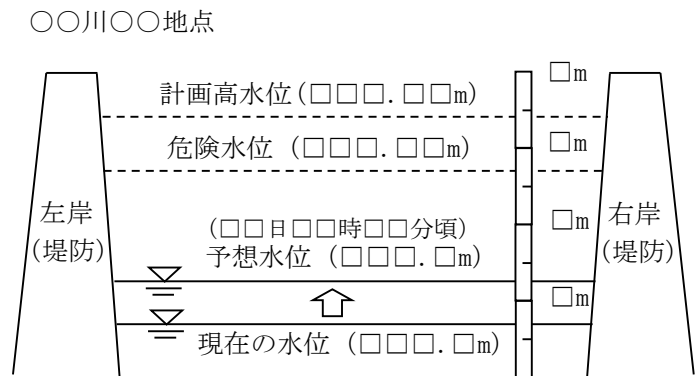 ○○川○○地点
□m
計画高水位(□□□.□□m)
□m
危険水位 (□□□.□□m)
左岸
(堤防)
右岸
(堤防)
□m
(□□日□□時□□分頃)
予想水位 (□□□.□m)
□m
現在の水位 (□□□.□m)